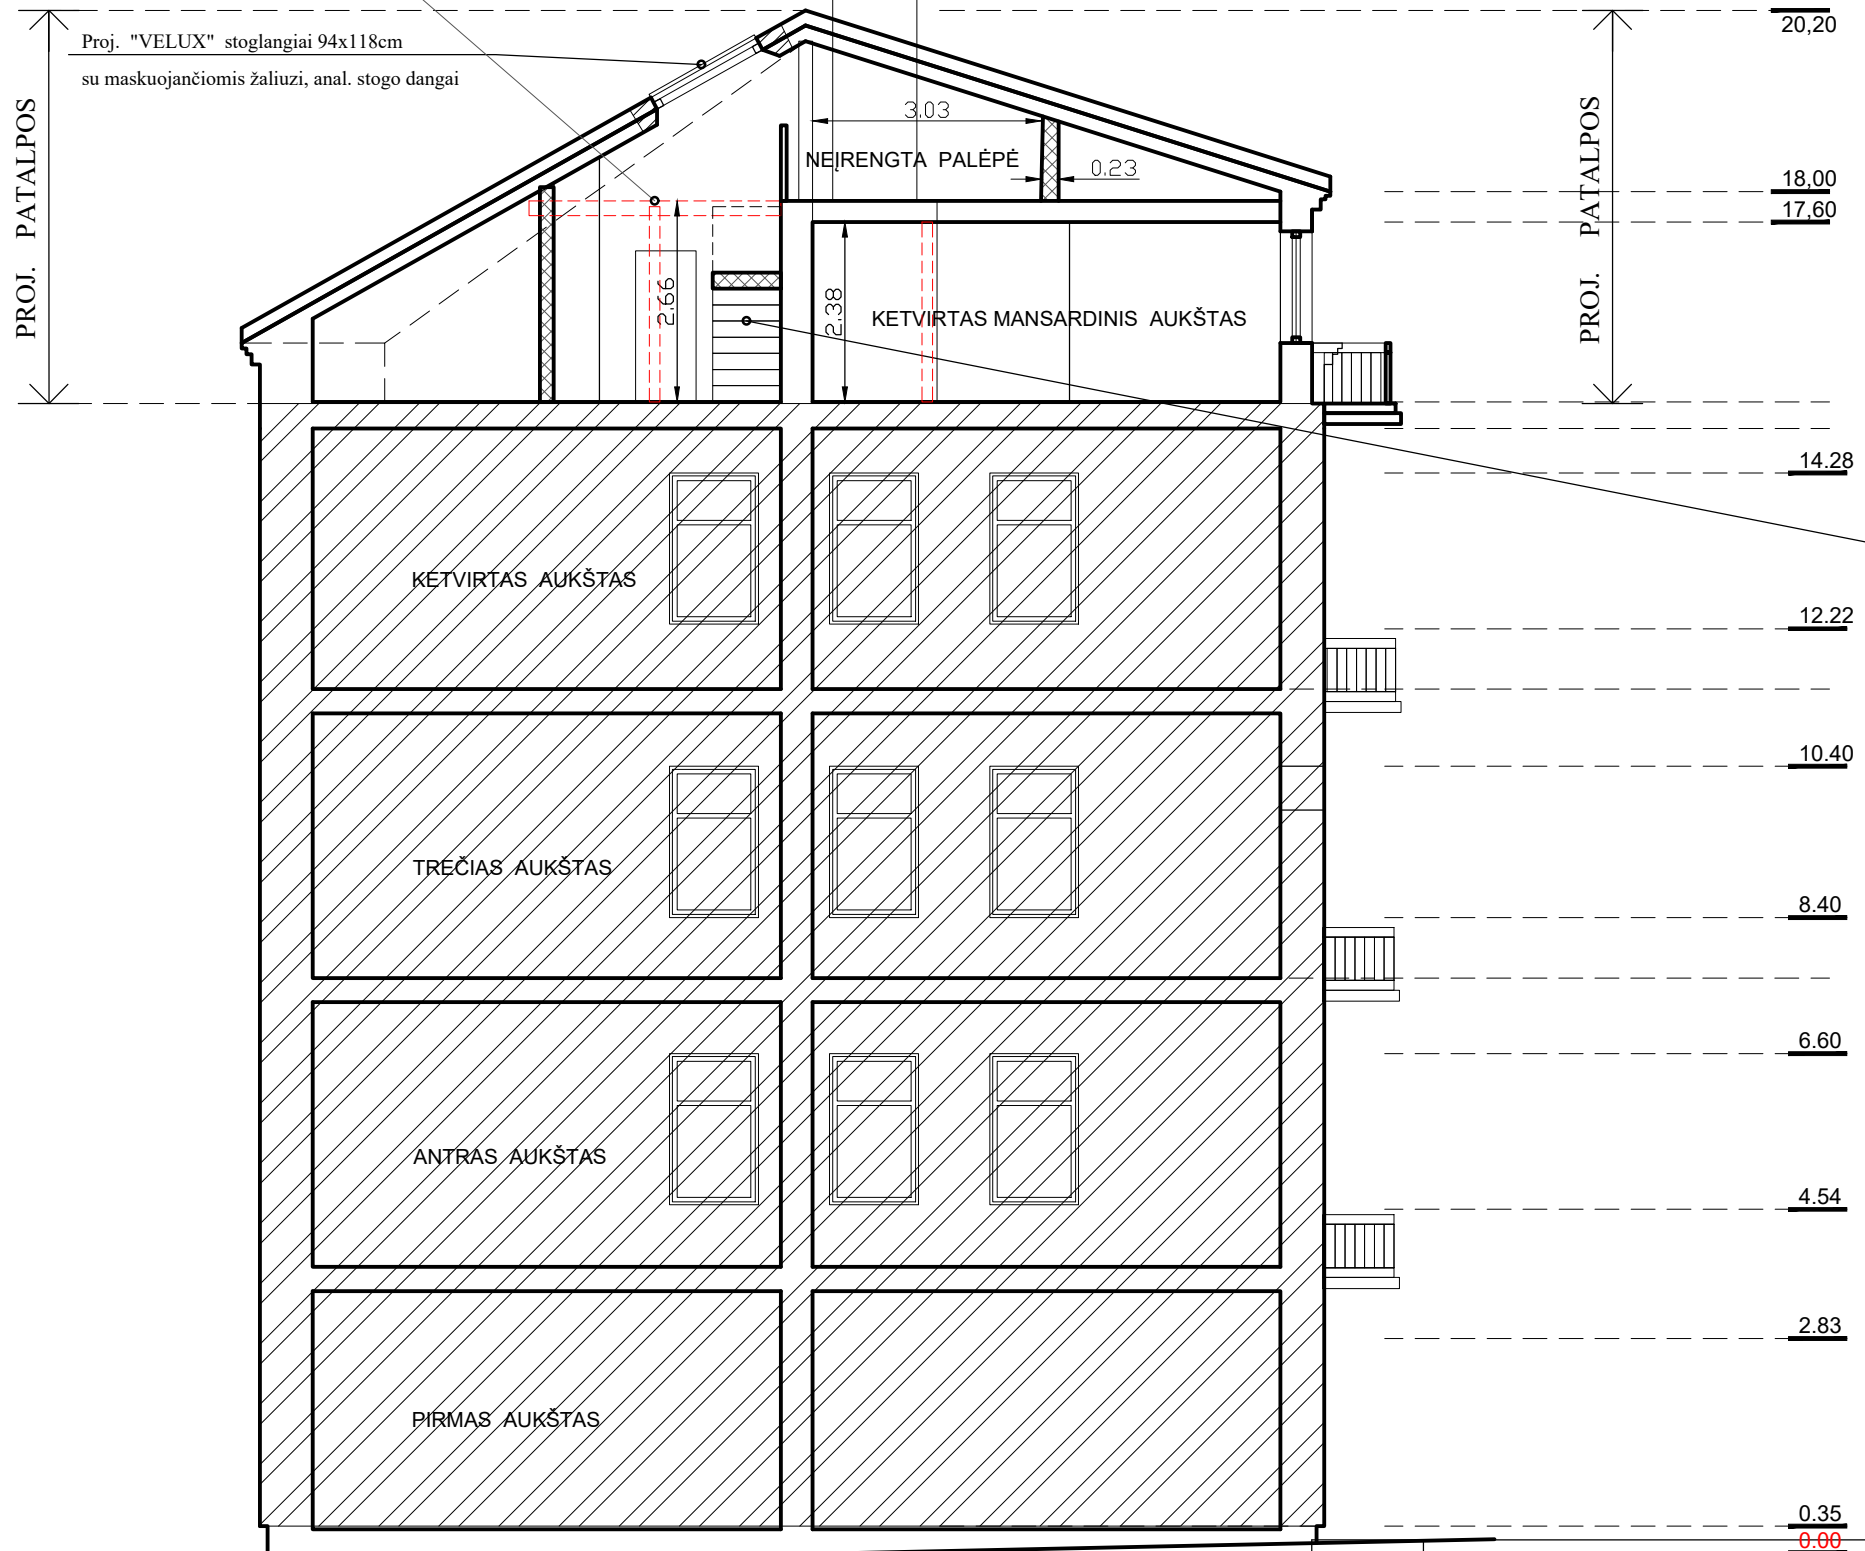 20,20
Proj. "VELUX" stoglangiai 94x118cm
su maskuojančiomis žaliuzi, anal. stogo dangai
PROJ. PATALPOS
PROJ. PATALPOS
3.03
NEĮRENGTA PALĖPĖ
0.23
18,00
17,60
2.66
2.38
KETVIRTAS MANSARDINIS AUKŠTAS
14.28
KETVIRTAS AUKŠTAS
12.22
10.40
TREČIAS AUKŠTAS
8.40
6.60
ANTRAS AUKŠTAS
4.54
2.83
PIRMAS AUKŠTAS
0.35
0.00